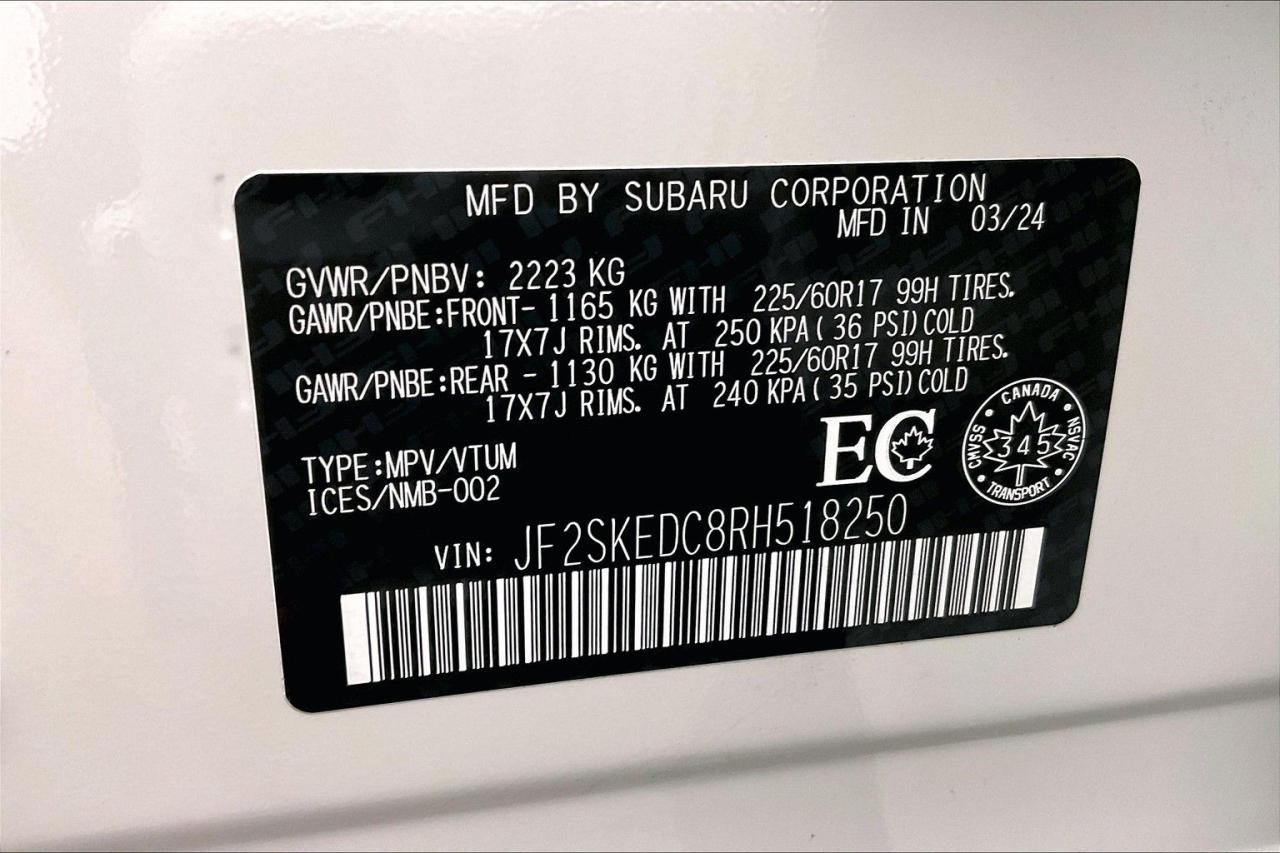 MFD BY SUBARU CORPORATION
MFD IN 03/24
GVWR/PNBV: 2223 KG
GAWR/PNBE:FRONT- 1165 KG WITH 225/60R17 99H TIRES.
17X7J RIMS. AT 250 KPA( 36 PSI)COLD
GAWR/PNBE:REAR - 1130 KG WITH 225/60R17 99H TIRES.
17X7J RIMS. AT 240 KPA( 35 PSI)COLD
TYPE:MPV/VTUM
ICES/NMB-002
EC
CANADA
CMVSS
345
NSVAC
TRANSPORT
VIN: JF2SKEDC8RH518250